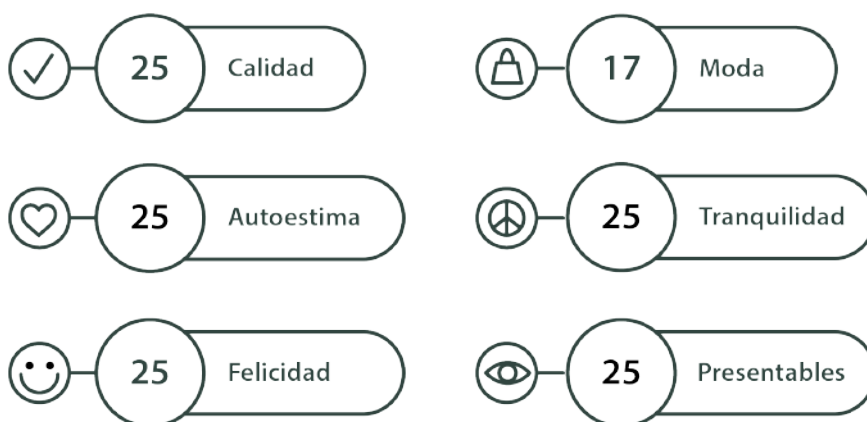 25 Calidad
17 Moda
25 Autoestima
25 Tranquilidad
25 Felicidad
25 Presentables